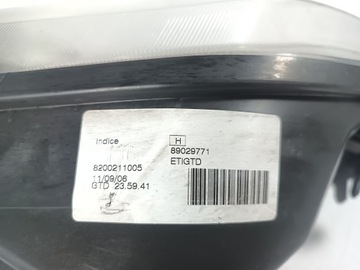 Indice
H
89029771
8200211005
ETIGTD
11/09/06
GTD 23.59.41